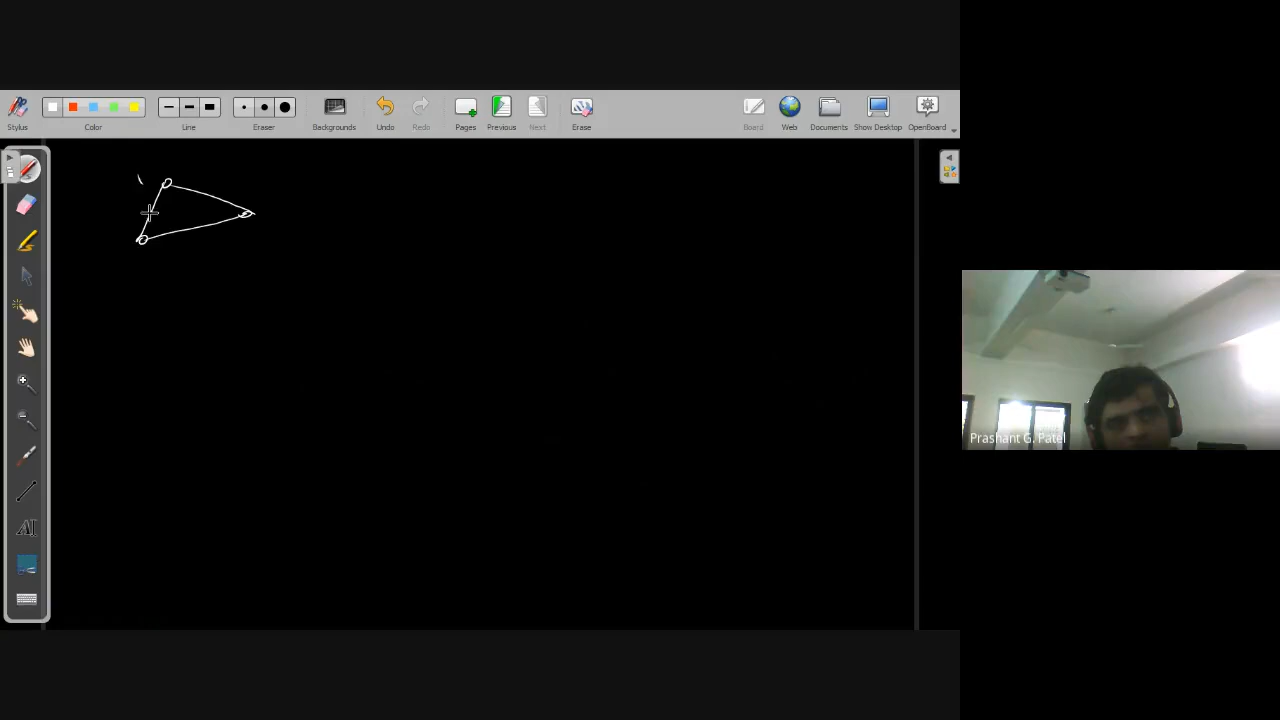 Stylus Color Line Eraser Backgrounds Undo Redo Pages Previous Next Erase Board Web Documents Show Desktop OpenBoard
AI
Prashant G. Patel